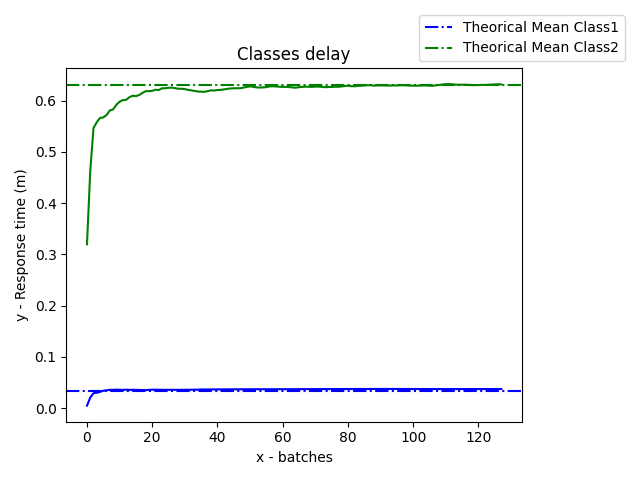 Theorical Mean Class1
Theorical Mean Class2
Classes delay
y - Response time (m)
0.6
0.5
0.4
0.3
0.2
0.1
0.0
0 20 40 60 80 100 120
x - batches